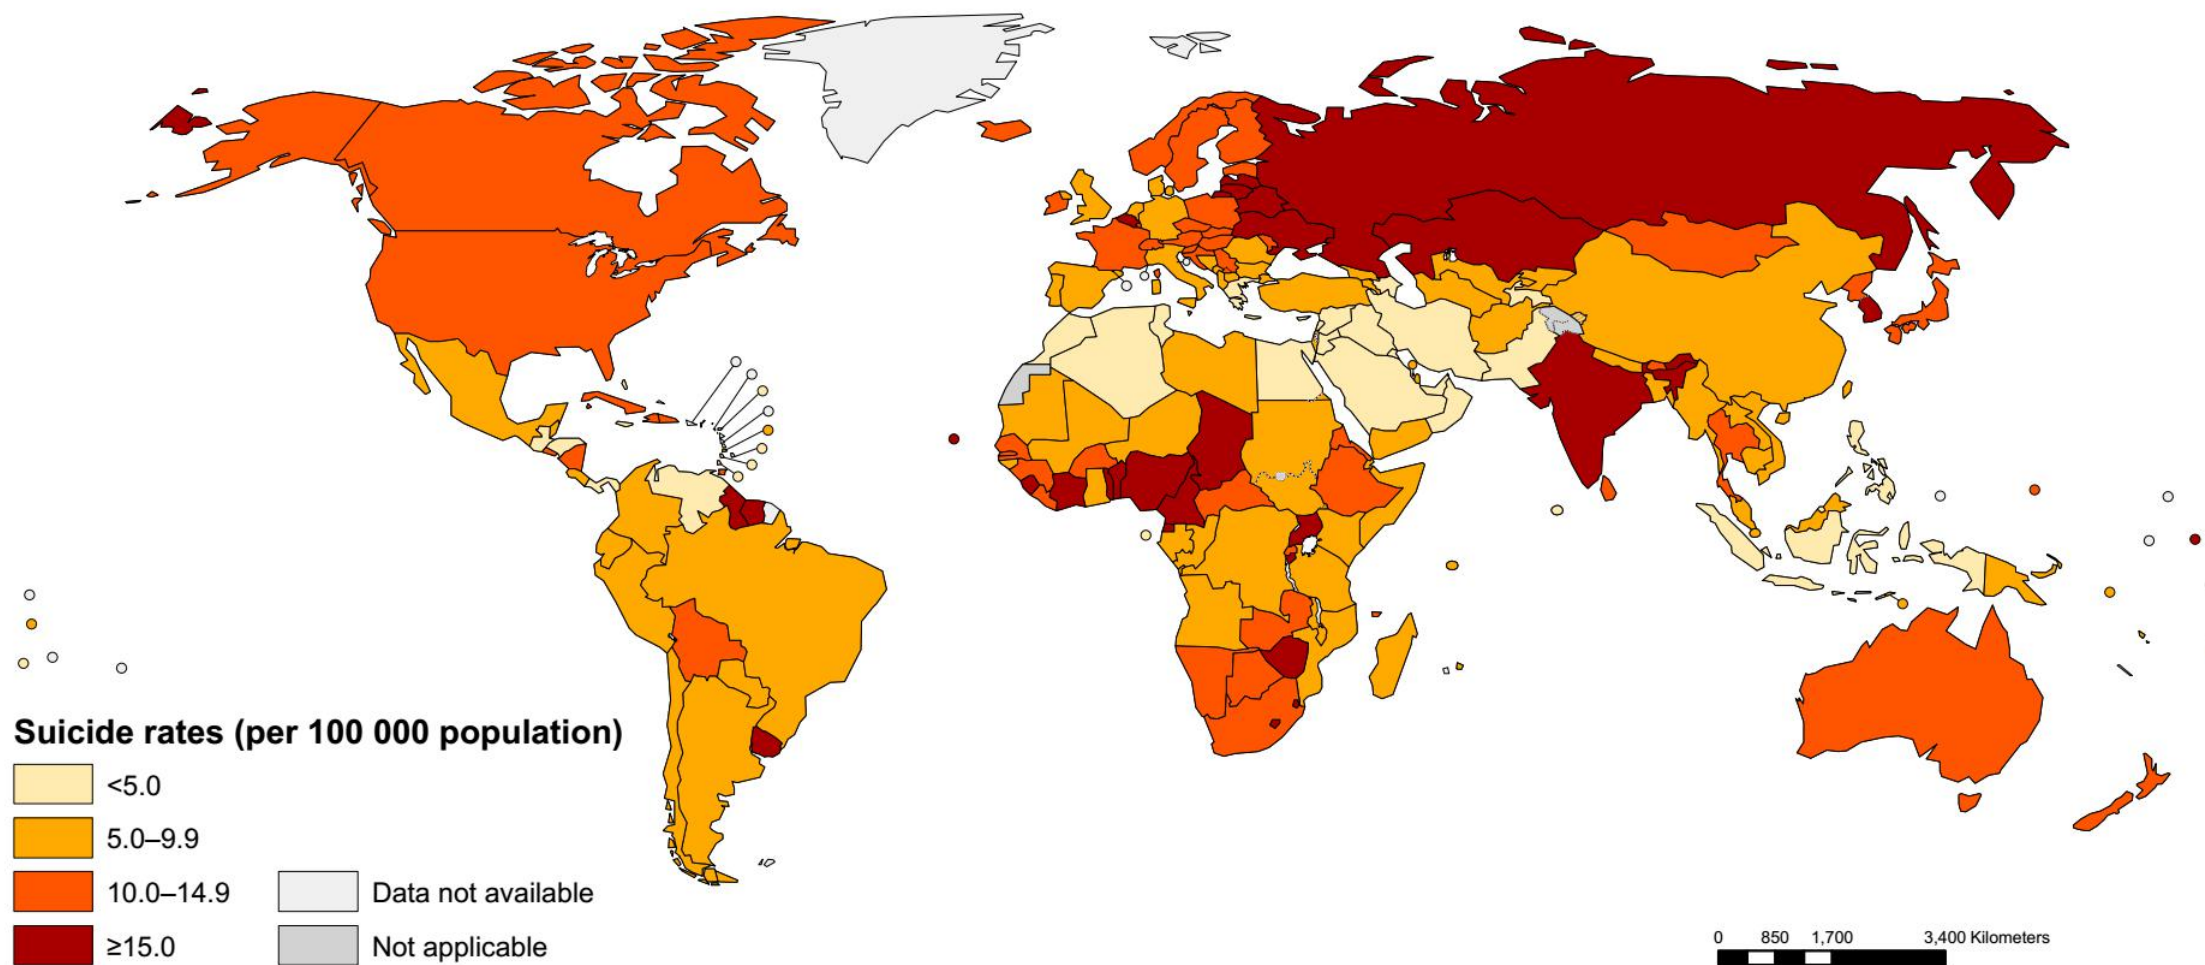 Suicide rates (per 100 000 population)
<5.0
5.0–9.9
10.0–14.9
≥15.0
Data not available
Not applicable
0 850 1,700 3,400 Kilometers